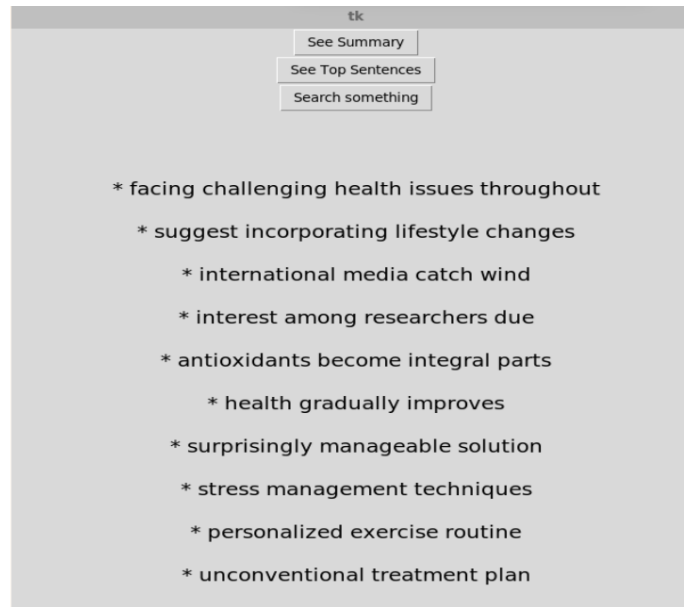 tk
See Summary
See Top Sentences
Search something
* facing challenging health issues throughout
* suggest incorporating lifestyle changes
* international media catch wind
* interest among researchers due
* antioxidants become integral parts
* health gradually improves
* surprisingly manageable solution
* stress management techniques
* personalized exercise routine
* unconventional treatment plan